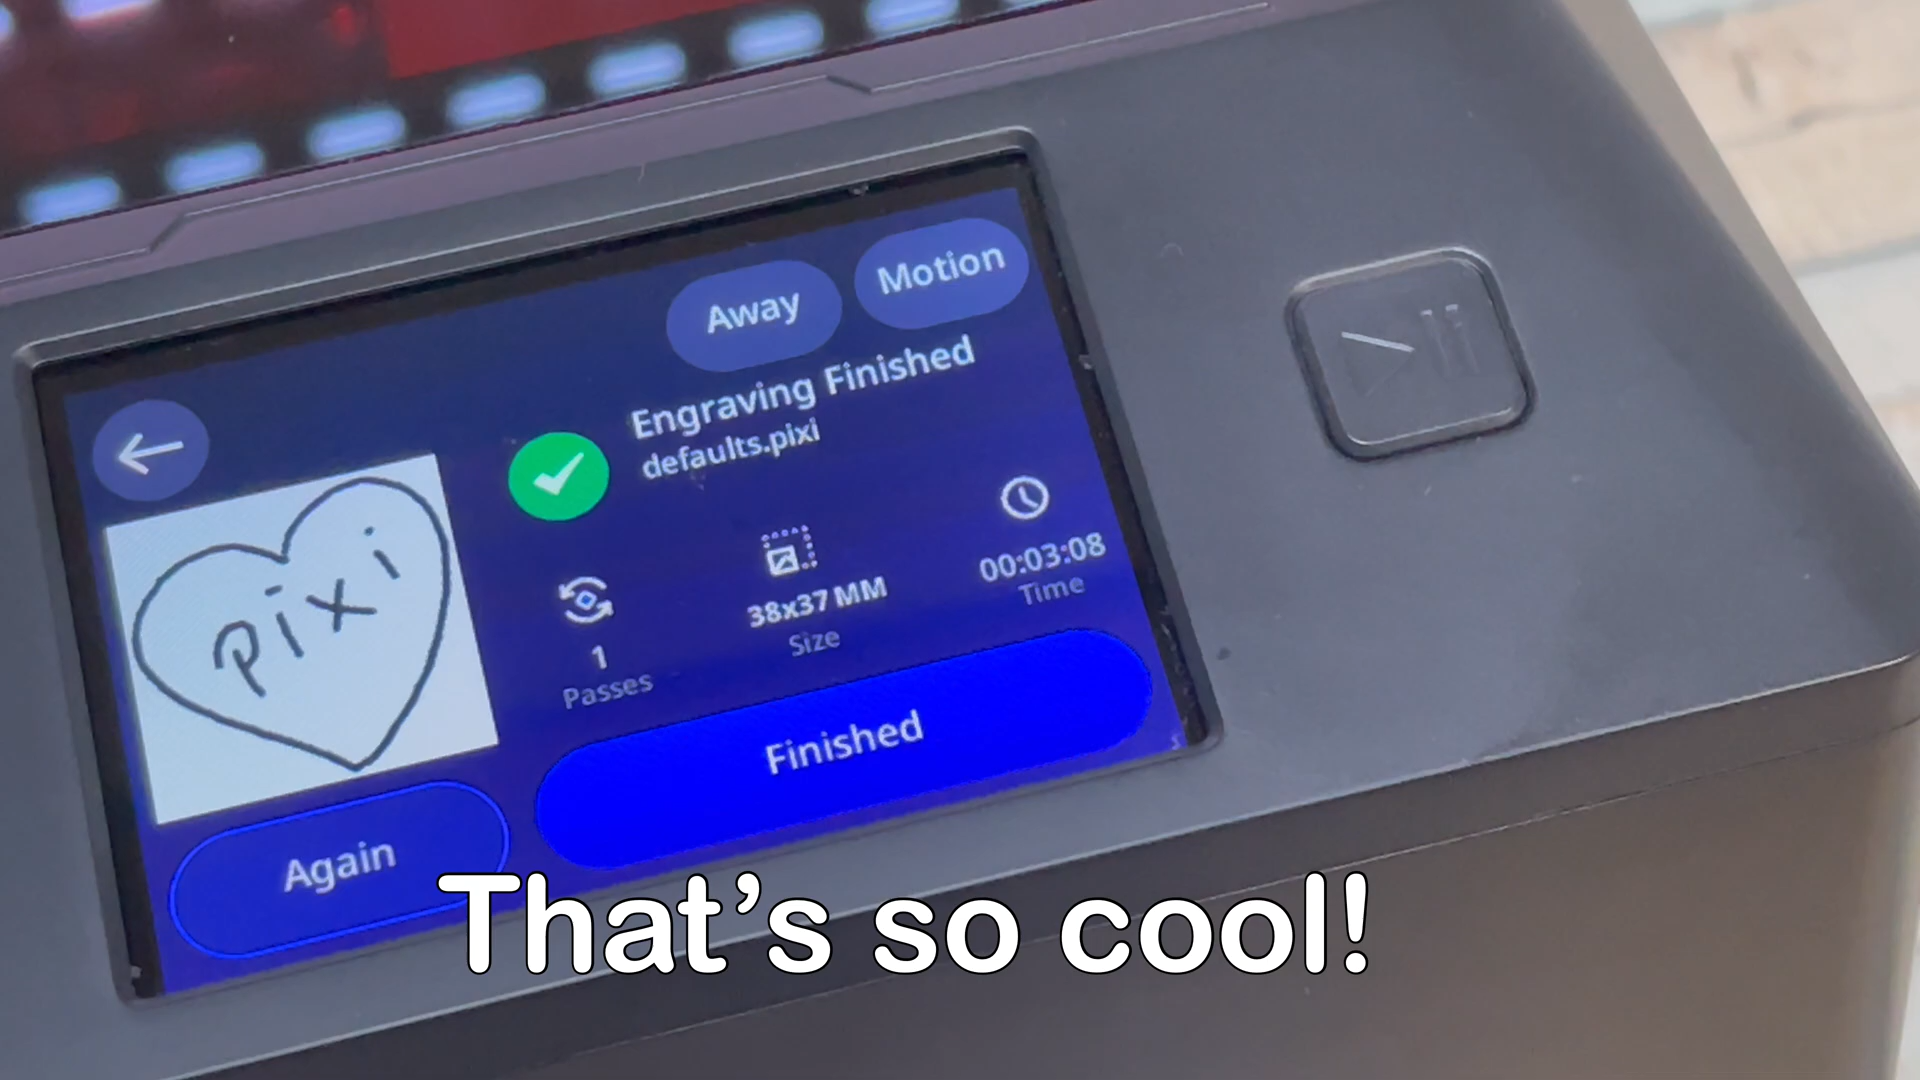 Away
Motion
Engraving Finished
defaults.pixi
pixi
1
Passes
38x37 MM
Size
00:03:08
Time
Finished
Again
That's so cool!